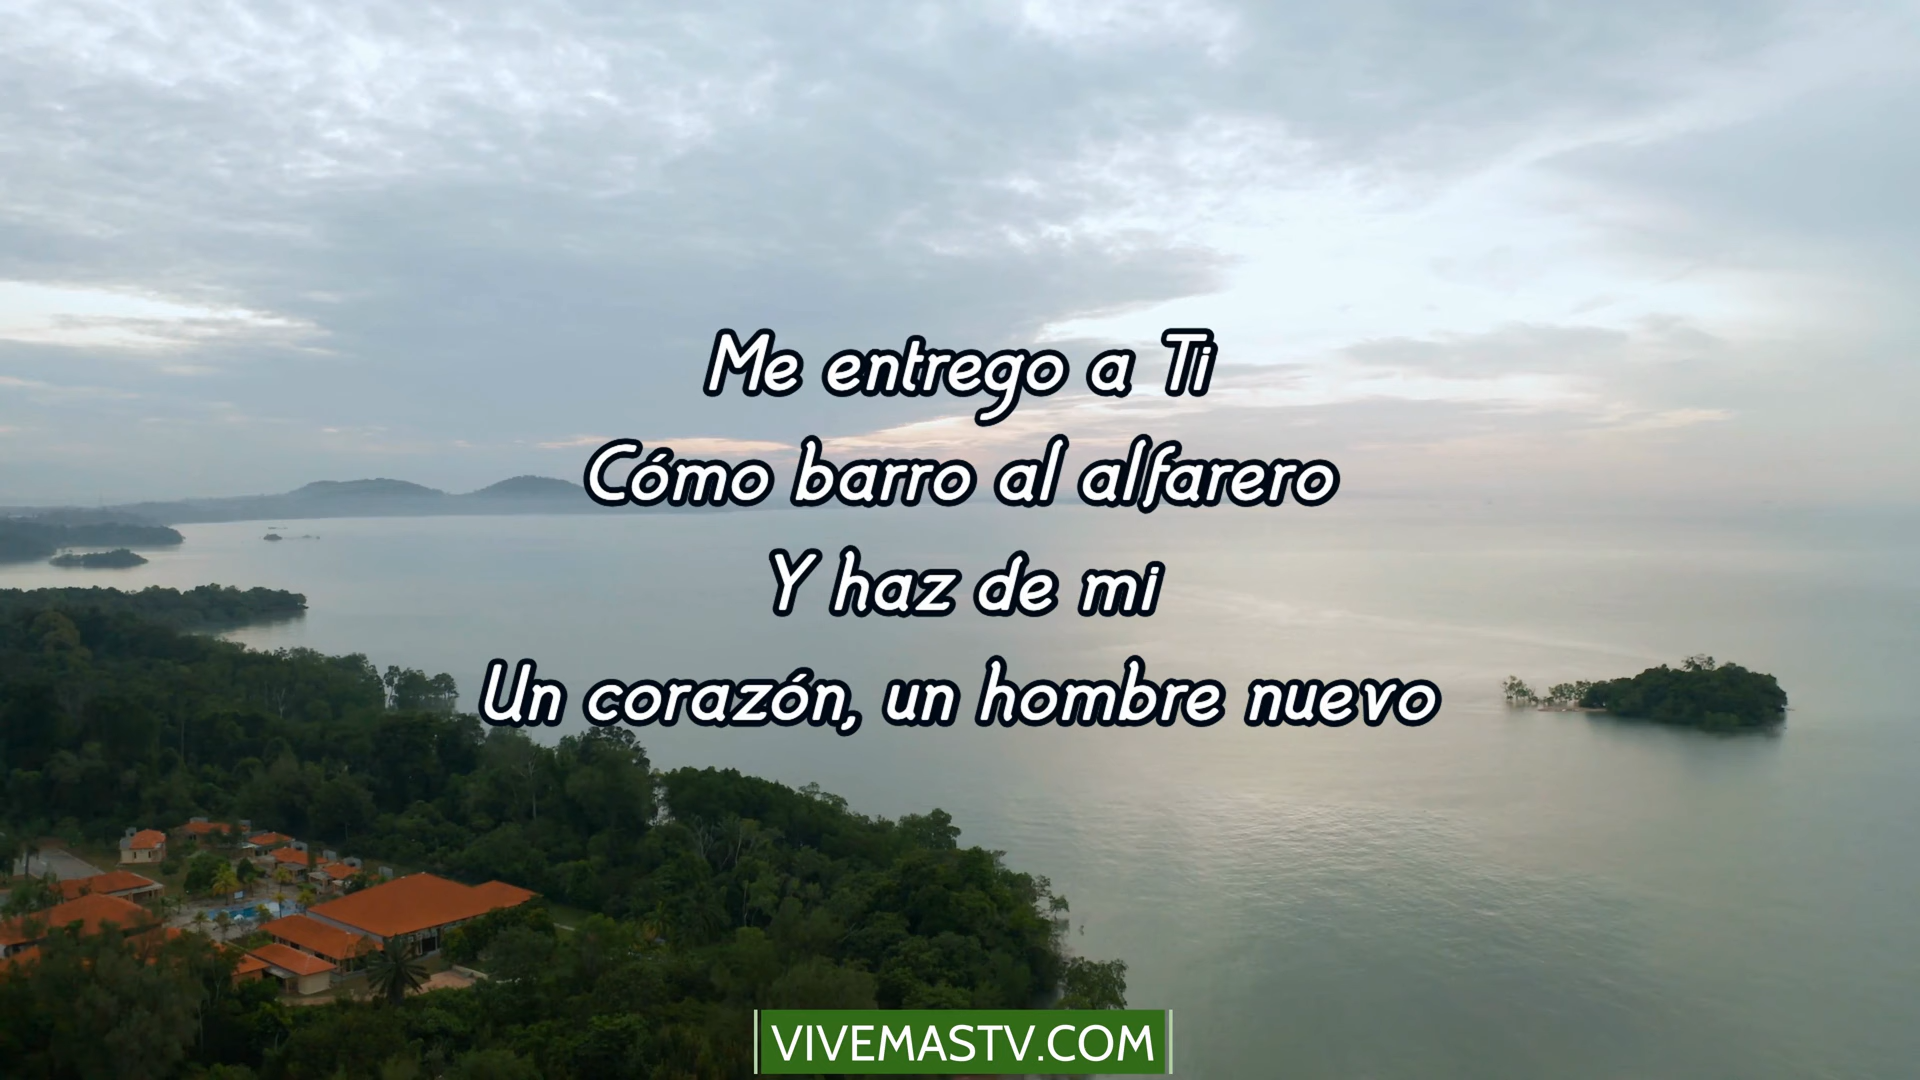 Me entrego a Ti
Cómo barro al alfarero
Y haz de mi
Un corazón, un hombre nuevo
VIVEMASTV.COM